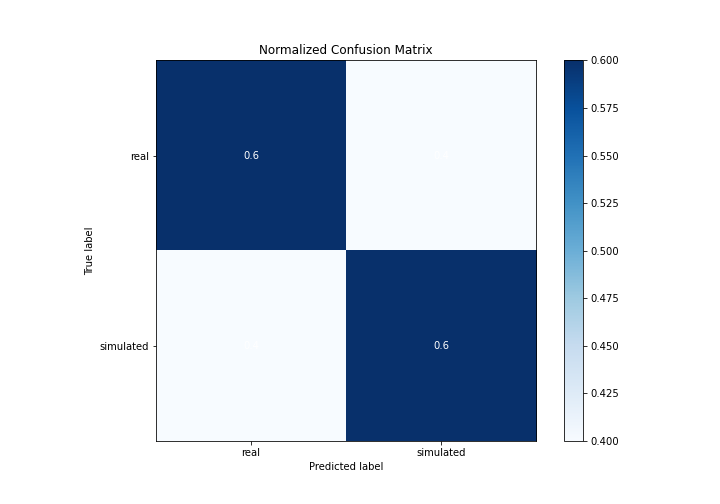 Normalized Confusion Matrix
0.600
0.575
0.550
0.525
0.500
0.475
0.450
0.425
0.400
real
0.6
simulated
0.6
True label
real
simulated
Predicted label